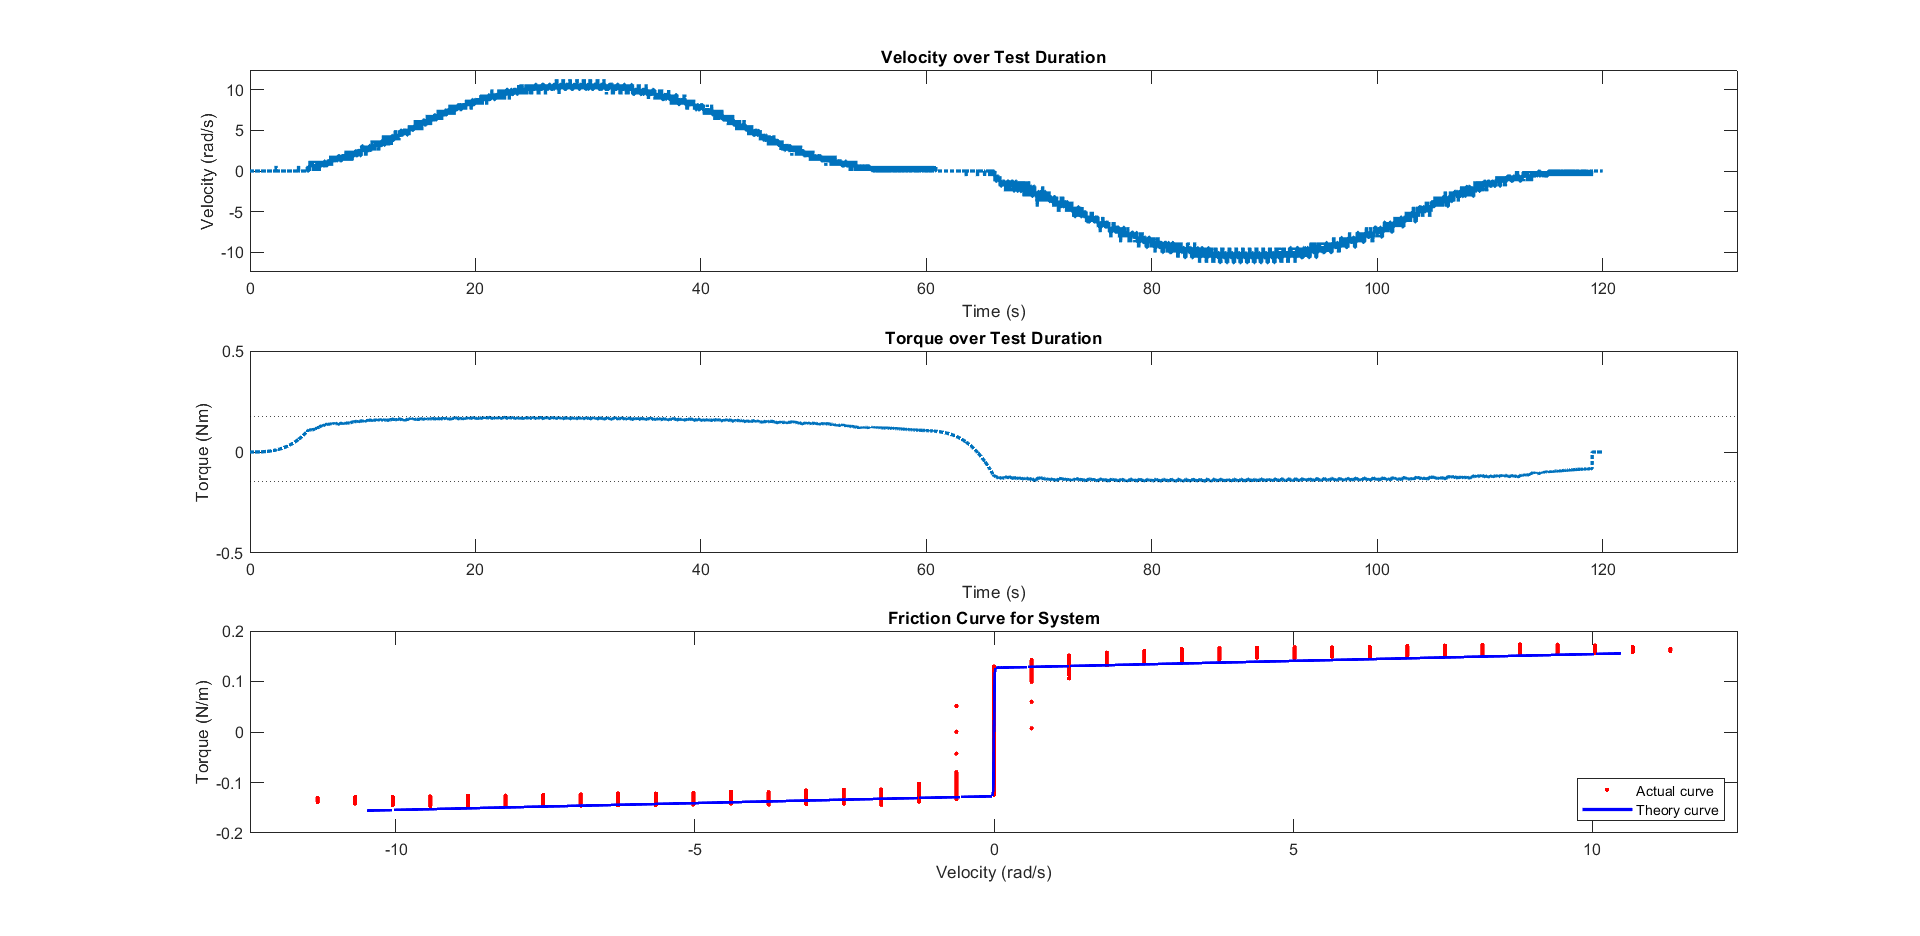 Velocity over Test Duration
Velocity (rad/s)
10
5
0
-5
-10
0 20 40 60 80 100 120
Time (s)
Torque over Test Duration
Torque (Nm)
0.5
0
-0.5
0 20 40 60 80 100 120
Time (s)
Friction Curve for System
Torque (N/m)
0.2
0.1
0
-0.1
-0.2
Actual curve
Theory curve
-10 -5 0 5 10
Velocity (rad/s)